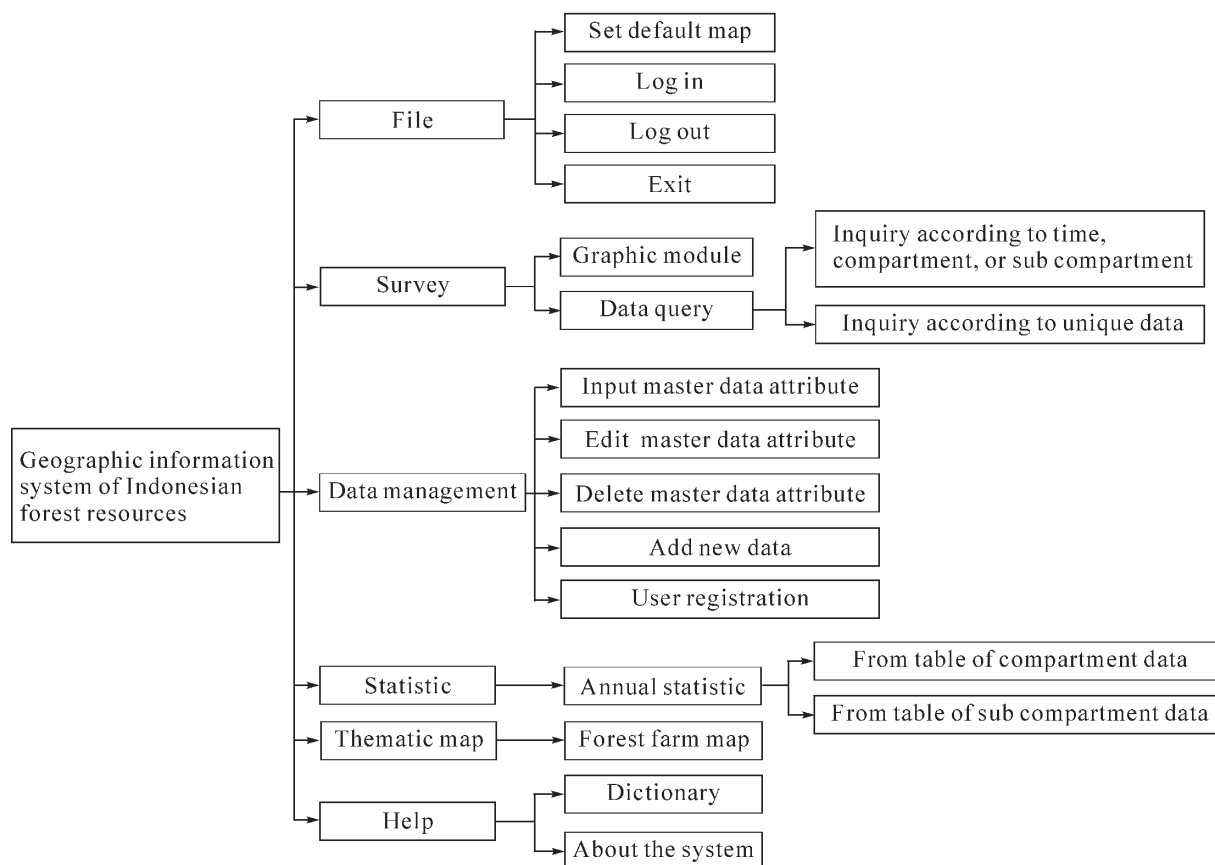 Geographic information
system of Indonesian
forest resources
File
Set default map
Log in
Log out
Exit
Survey
Graphic module
Data query
Inquiry according to time,
compartment, or sub compartment
Inquiry according to unique data
Data management
Input master data attribute
Edit master data attribute
Delete master data attribute
Add new data
User registration
Statistic
Annual statistic
From table of compartment data
From table of sub compartment data
Thematic map
Forest farm map
Help
Dictionary
About the system